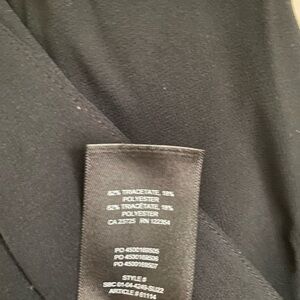 82% TRIACETATE, 18%
POLYESTER
82% TRIACÉTATE, 18%
POLYESTER
CA 23725 RN 122354
PO 4500169505
PO 4500169506
PO 4500169507
STYLE #
SBC 01-04-4249-SU22
ARTICLE # 61114